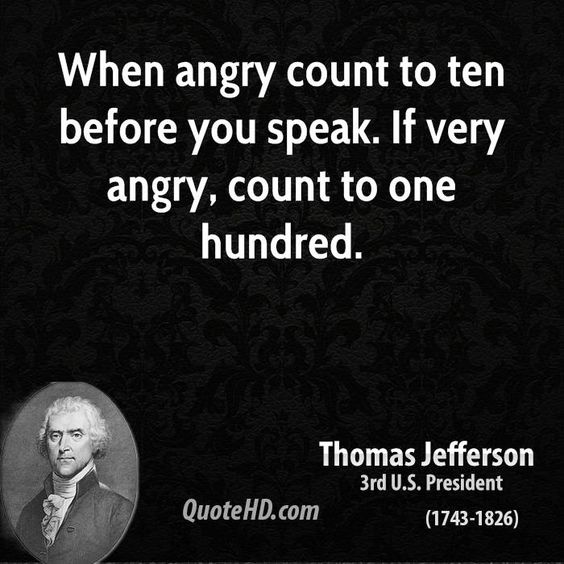 When angry count to ten
before you speak. If very
angry, count to one
hundred.
Thomas Jefferson
3rd U.S. President
QuoteHD.com
(1743-1826)